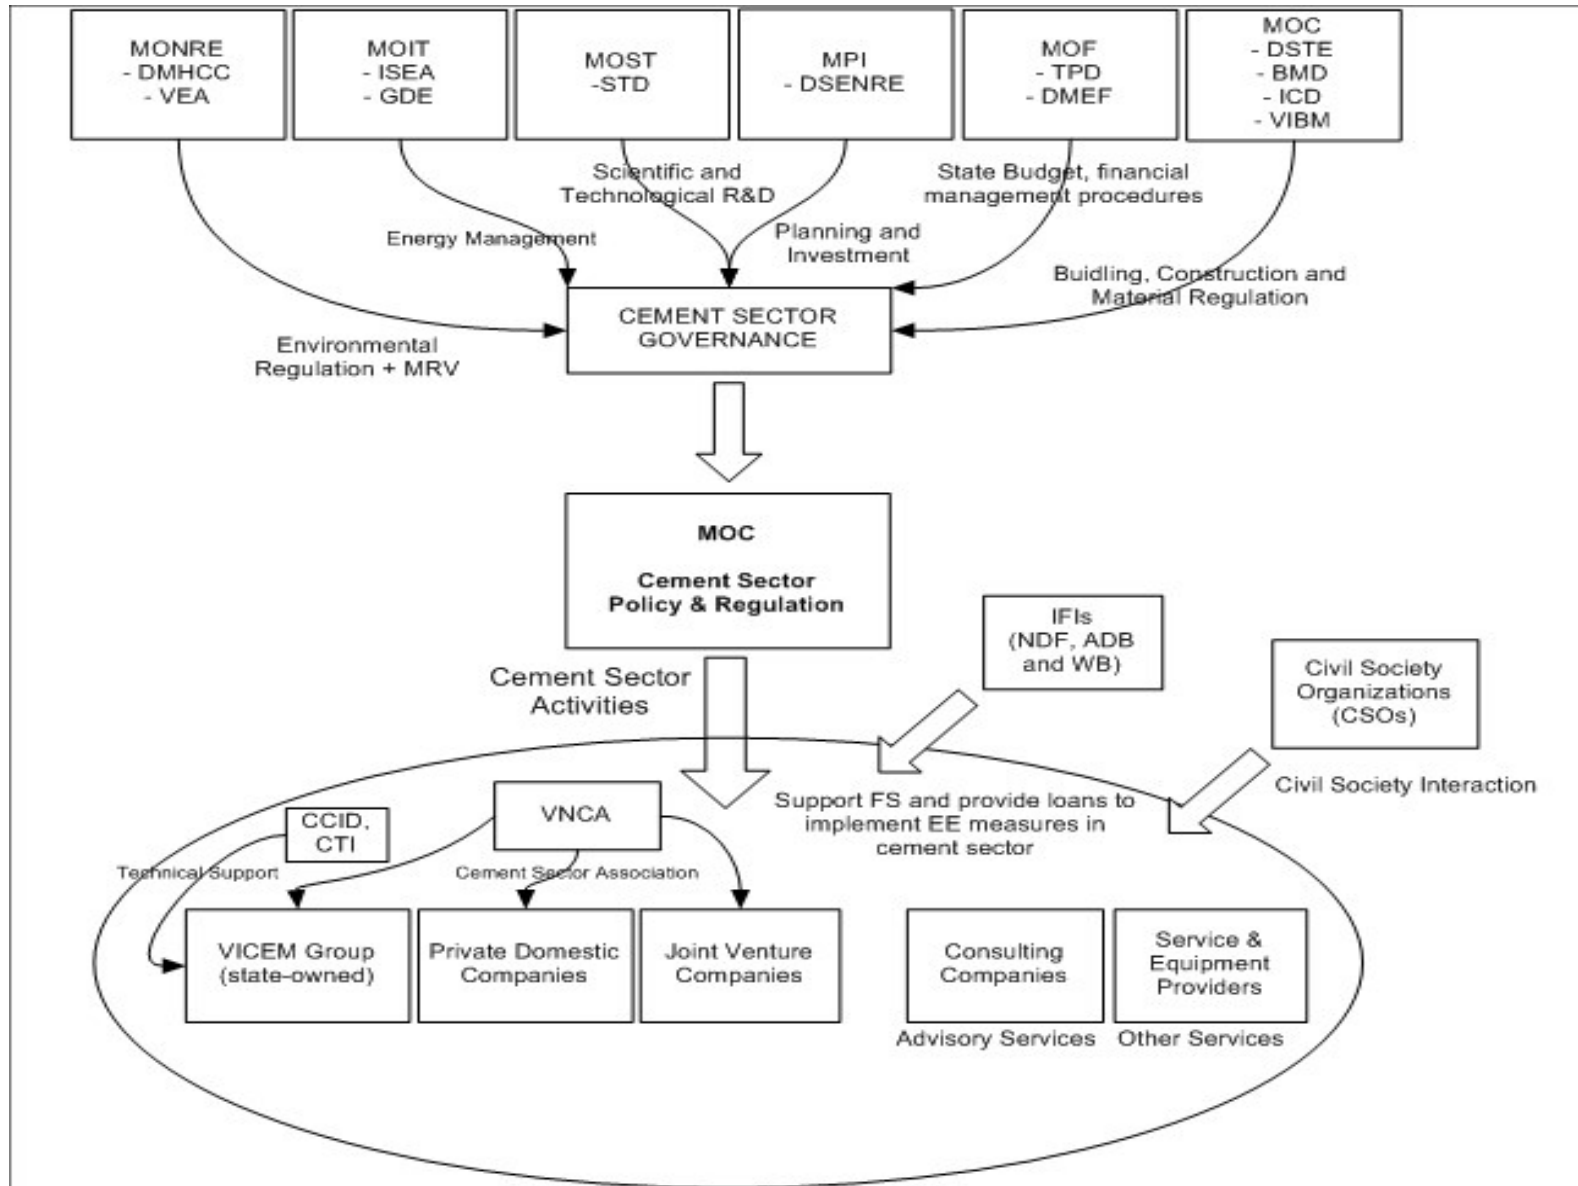 MONRE
- DMHCC
- VEA
MOIT
- ISEA
- GDE
MOST
-STD
MPI
- DSENRE
MOF
- TPD
- DMEF
MOC
- DSTE
- BMD
- ICD
- VIBM
Scientific and
Technological R&D
State Budget, financial
management procedures
Energy Management
Planning and
Investment
Buidling, Construction and
Material Regulation
CEMENT SECTOR
GOVERNANCE
Environmental
Regulation + MRV
MOC
Cement Sector
Policy & Regulation
IFIs
(NDF, ADB
and WB)
Civil Society
Organizations
(CSOs)
Cement Sector
Activities
Civil Society Interaction
Support FS and provide loans to
implement EE measures in
cement sector
CCID,
CTI
VNCA
Technical Support
Cement Sector Association
VICEM Group
(state-owned)
Private Domestic
Companies
Joint Venture
Companies
Consulting
Companies
Service &
Equipment
Providers
Advisory Services
Other Services